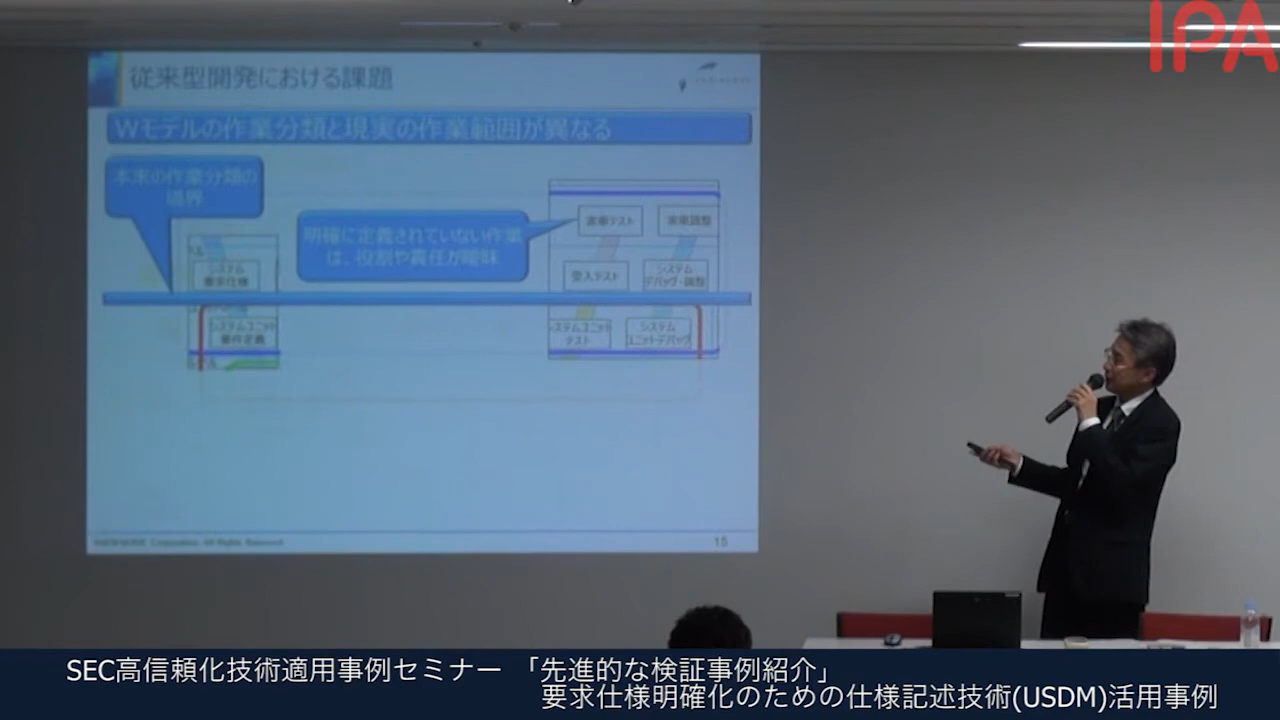 IPA
従来型開発における課題
Wモデルの作業分類と現実の作業範囲が異なる
本来の作業分類の
境界
明確に定義されていない作業
は、役割や責任が曖昧
実車テスト
実車調整
システム
要求仕様
受入テスト
システム
デバッグ・調整
システムユニット
要件定義
システムユニット
テスト
システム
ユニットデバッグ
Corporation. All Rights Reserved.
15
SEC高信頼化技術適用事例セミナー 「先進的な検証事例紹介」
要求仕様明確化のための仕様記述技術(USDM)活用事例